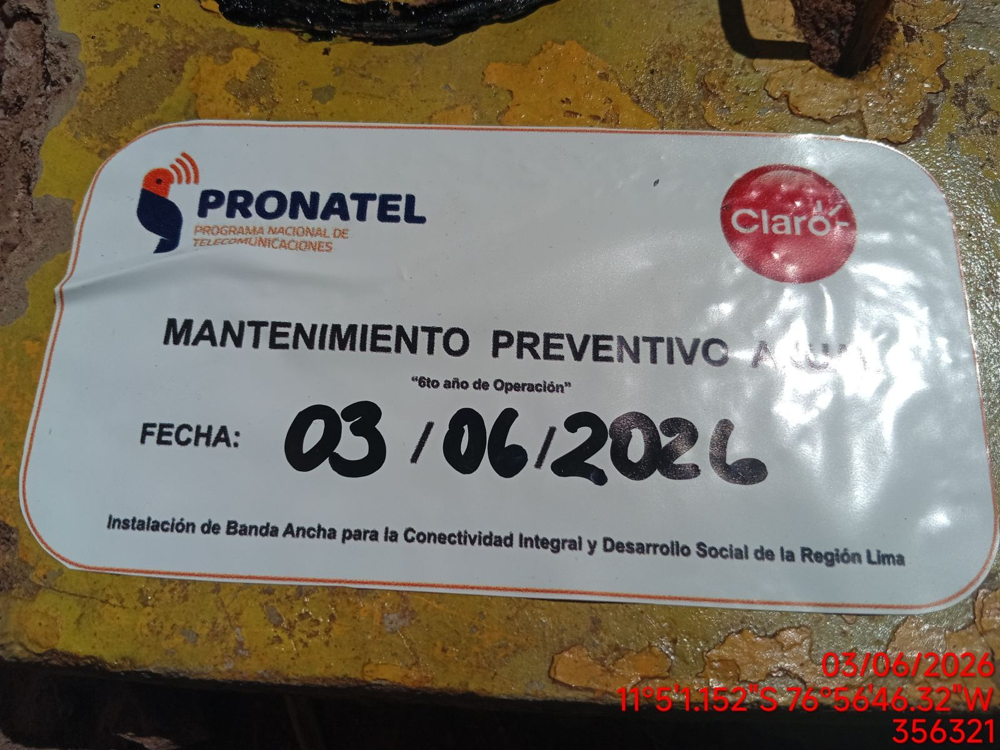 PRONATEL
PROGRAMA NACIONAL DE
TELECOMUNICACIONES
Claro
MANTENIMIENTO PREVENTIVO ANUAL
"6to año de Operación"
FECHA: 03/06/2026
Instalación de Banda Ancha para la Conectividad Integral y Desarrollo Social de la Región Lima
03/06/2026
11°5'1.152"S 76°56'46.32"W
356321